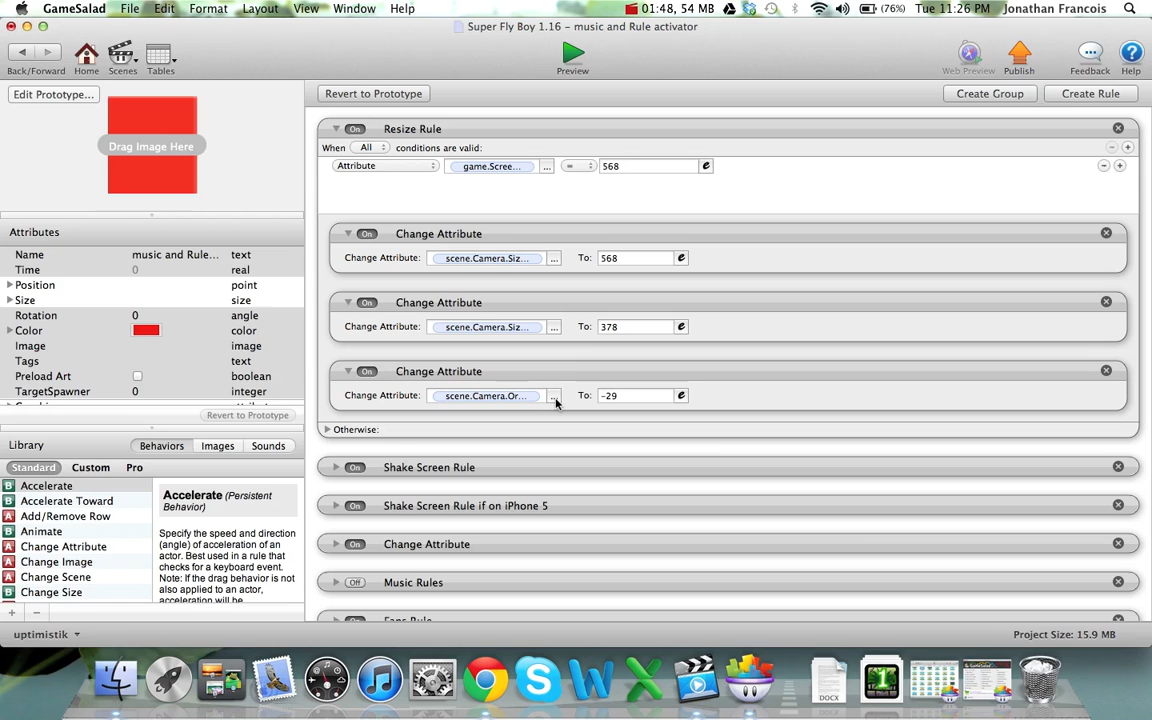 GameSalad File Edit Format Layout View Window Help 01:48, 54 MB (76%) Tue 11:26 PM Jonathan Francois
Super Fly Boy 1.16 – music and Rule activator
Back/Forward Home Scenes Tables Preview Web Preview Publish Feedback Help
Edit Prototype... Revert to Prototype Create Group Create Rule
Drag Image Here
Attributes
Name music and Rule... text
Time 0 real
Position point
Size size
Rotation 0 angle
Color color
Image image
Tags text
Preload Art boolean
TargetSpawner 0 integer
Revert to Prototype
Library Behaviors Images Sounds
Standard Custom Pro
B Accelerate
B Accelerate Toward
A Add/Remove Row
B Animate
A Change Attribute
A Change Image
A Change Scene
B Change Size
Accelerate (Persistent
Behavior)
Specify the speed and direction
(angle) of acceleration of an
actor. Best used in a rule that
checks for a keyboard event.
Note: If the drag behavior is not
also applied to an actor,
acceleration will be
On Resize Rule
When All conditions are valid:
Attribute game.Scree... ... = 568 e
On Change Attribute
Change Attribute: scene.Camera.Siz... ... To: 568 e
On Change Attribute
Change Attribute: scene.Camera.Siz... ... To: 378 e
On Change Attribute
Change Attribute: scene.Camera.Or... ... To: -29 e
Otherwise:
On Shake Screen Rule
On Shake Screen Rule if on iPhone 5
On Change Attribute
Off Music Rules
On Fans Rule
uptimistik Project Size: 15.9 MB
DOCX